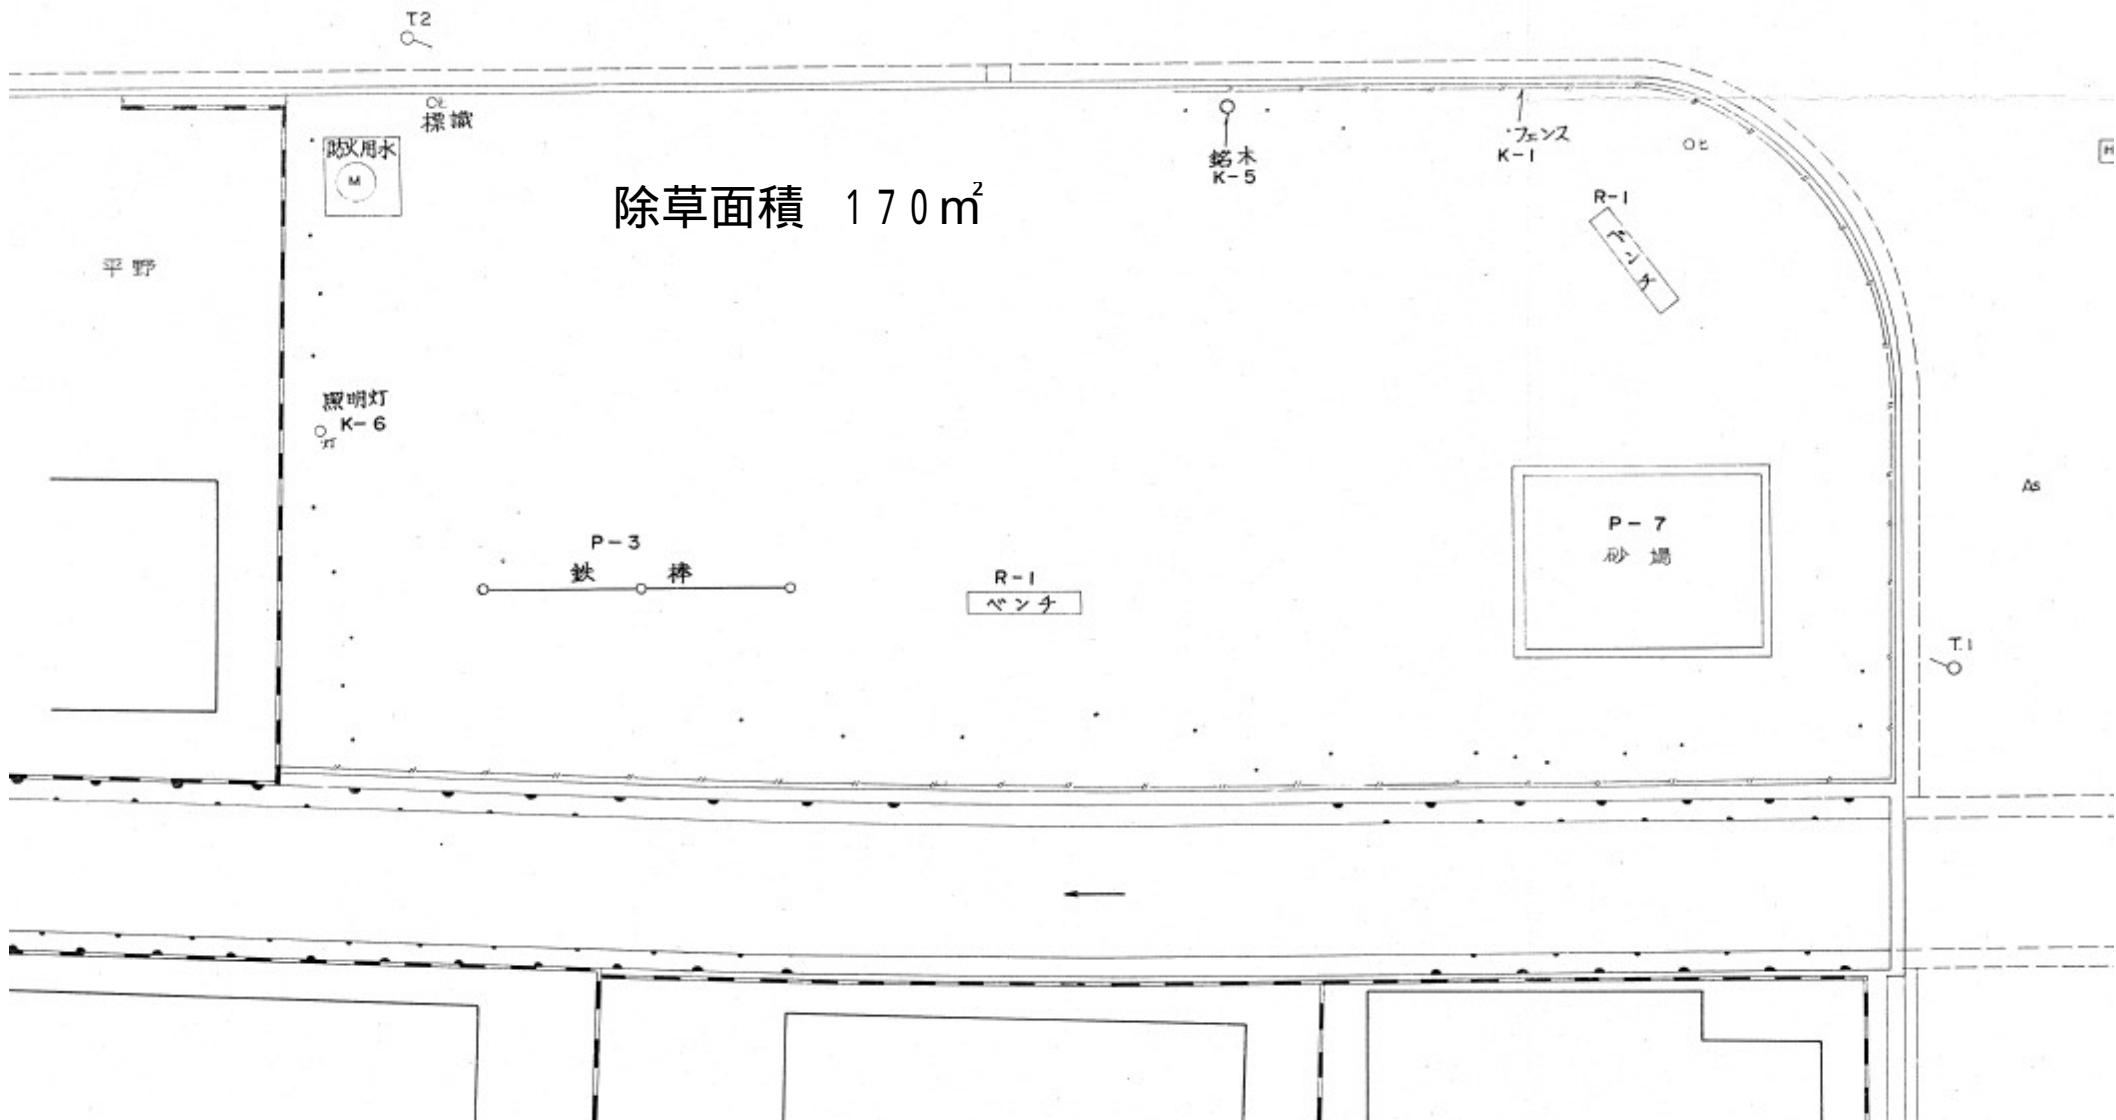 T.2
標識
防火用水
M
除草面積 170㎡
銘木
K-5
フェンス
K-1
R-1
ベンチ
H
平野
照明灯
K-6
灯
As
P-7
砂場
P-3
鉄棒
R-1
ベンチ
T.1